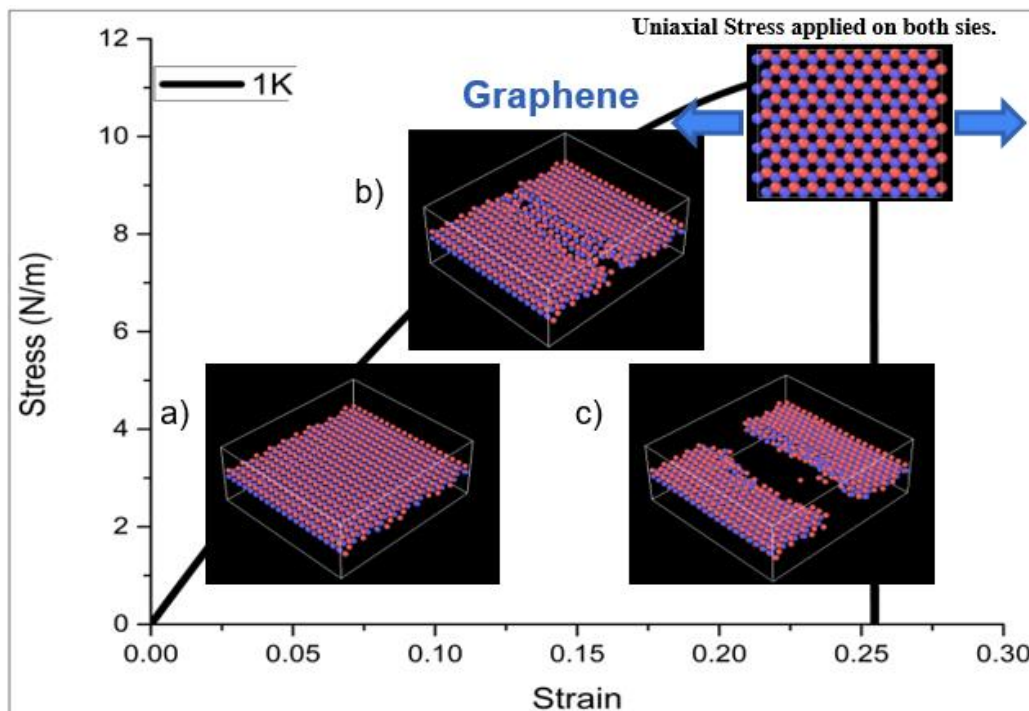 Uniaxial Stress applied on both sies.
12
1K
Graphene
10
b)
8
Stress (N/m)
6
a)
c)
4
2
0
0.00 0.05 0.10 0.15 0.20 0.25 0.30
Strain